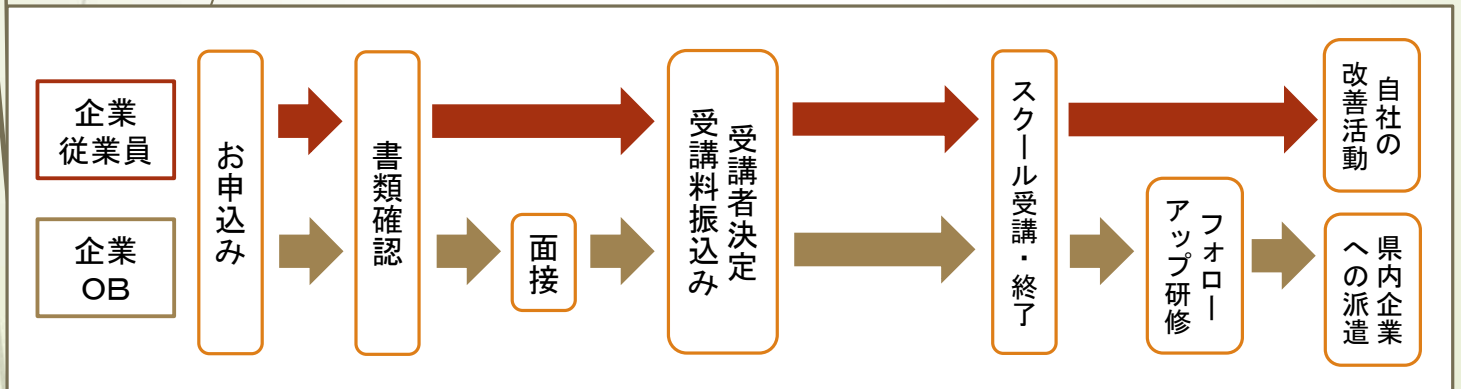 企業
従業員
企業
OB
お申込み
書類確認
面接
受講者決定
受講料振込み
スクール受講・終了
フォロー
アップ研修
自社の
改善活動
県内企業
への派遣